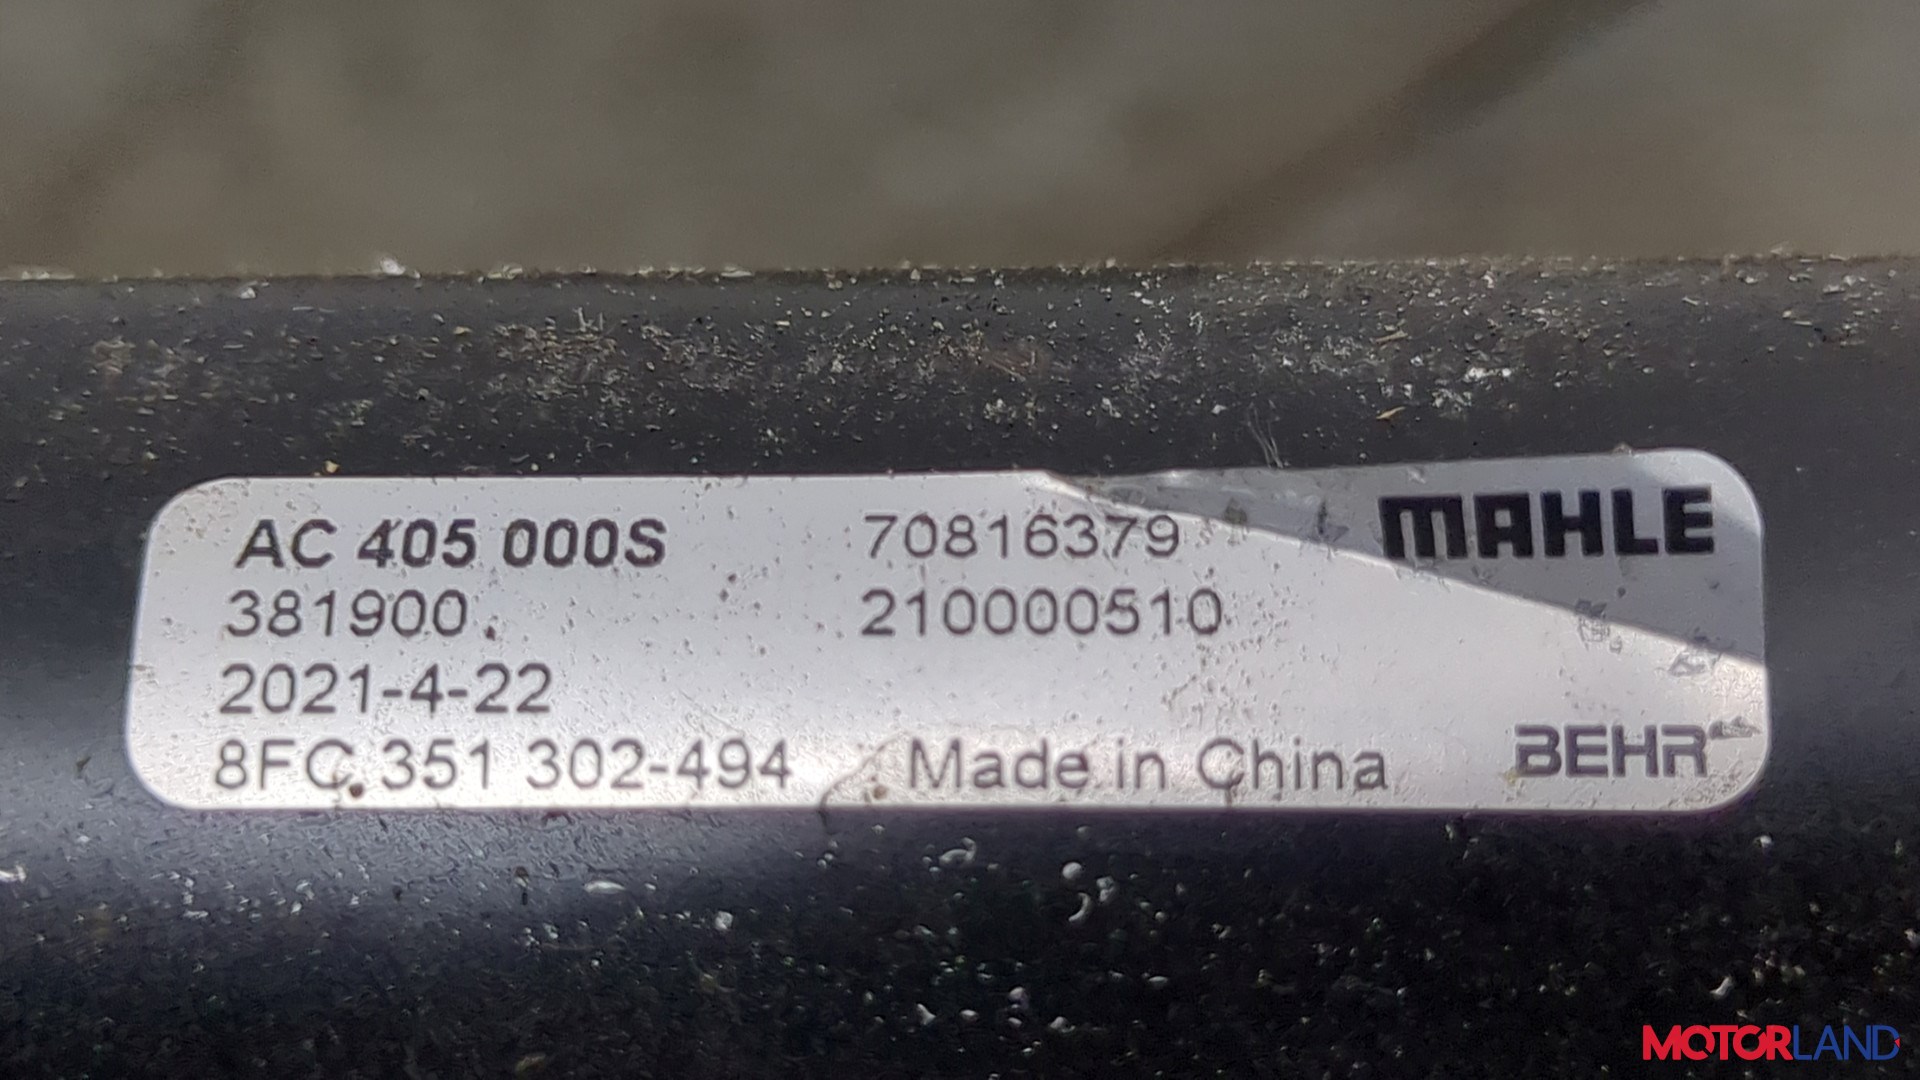 AC 405 000S 70816379 MAHLE
381900 210000510
2021-4-22
8FC 351 302-494 Made in China BEHR
MOTORLAND